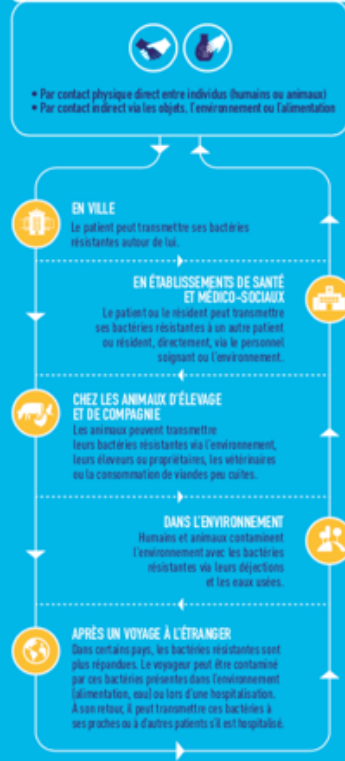 • Par contact physique direct entre individus (humains ou animaux)
• Par contact indirect via les objets, l'environnement ou l'alimentation
EN VILLE
Le patient peut transmettre ses bactéries
résistantes autour de lui.
EN ÉTABLISSEMENTS DE SANTÉ
ET MÉDICO-SOCIAUX
Le patient ou le résident peut transmettre
ses bactéries résistantes à un autre patient
ou résident, directement, via le personnel
soignant ou l'environnement.
CHEZ LES ANIMAUX D'ÉLEVAGE
ET DE COMPAGNIE
Les animaux peuvent transmettre
leurs bactéries résistantes via l'environnement,
leurs éleveurs ou propriétaires, les vétérinaires
ou la consommation de viandes peu cuites.
DANS L'ENVIRONNEMENT
Humains et animaux contaminent
l'environnement avec les bactéries
résistantes via leurs déjections
et les eaux usées.
APRÈS UN VOYAGE À L'ÉTRANGER
Dans certains pays, les bactéries résistantes sont
plus répandues. Le voyageur peut être contaminé
par ces bactéries présentes dans l'environnement
(alimentation, eau) ou lors d'une hospitalisation.
À son retour, il peut transmettre ces bactéries à
ses proches ou à d'autres patients s'il est hospitalisé.